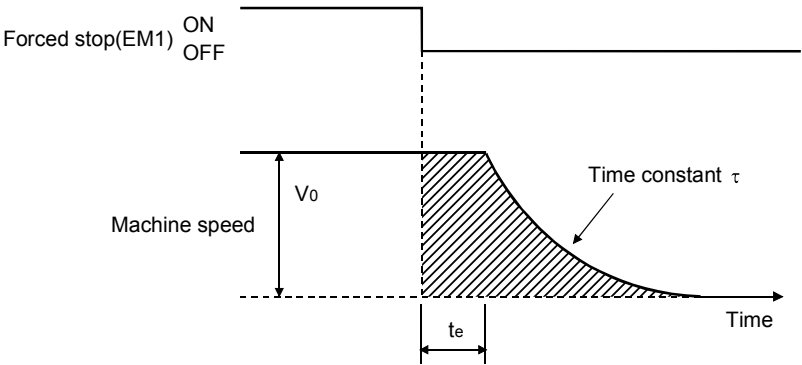 ON
Forced stop(EM1)
OFF
V0
Time constant τ
Machine speed
Time
te